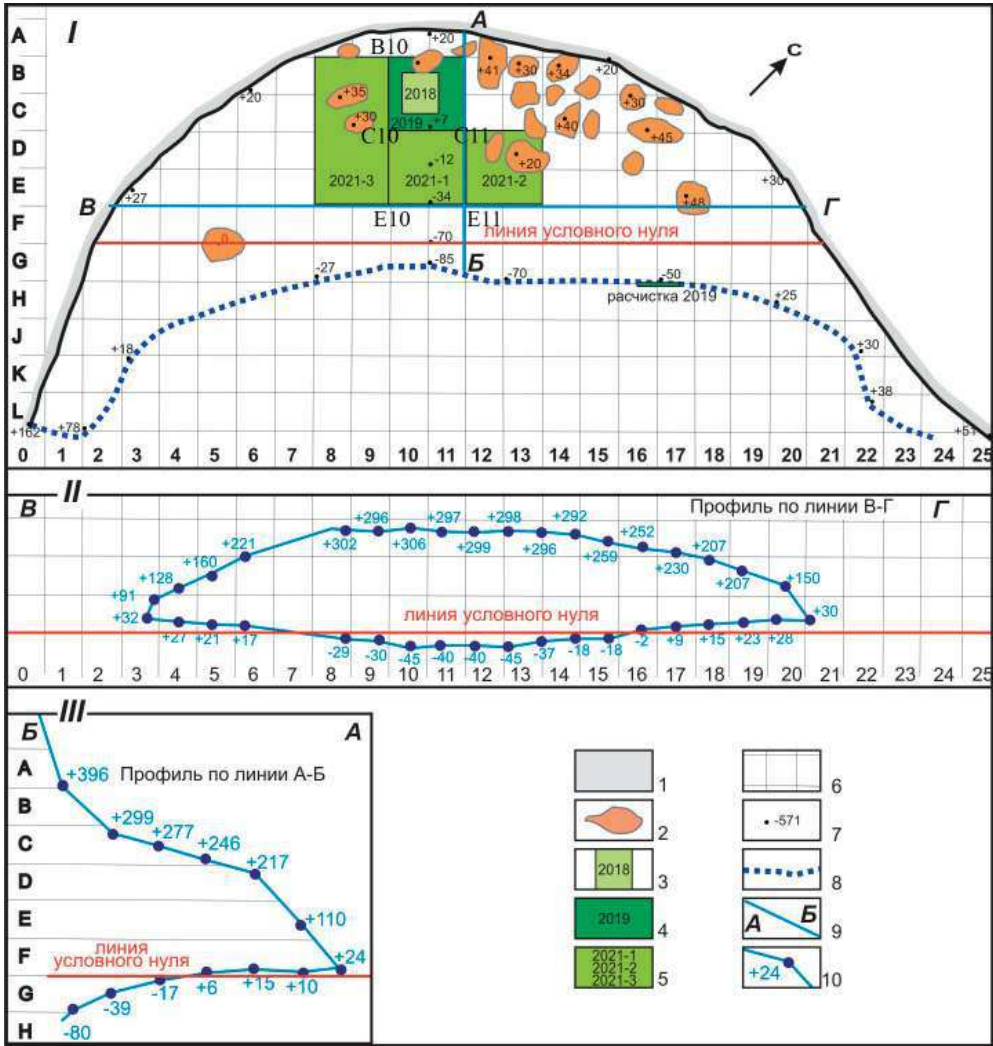 I
A
B
C
D
E
F
G
H
J
K
L
0 1 2 3 4 5 6 7 8 9 10 11 12 13 14 15 16 17 18 19 20 21 22 23 24 25
А
+20
B10
С
+41
+30
+34
+20
+20
+35
2018
+30
+30
2019
+7
+40
+45
C10
C11
-12
+20
2021-3
2021-1
2021-2
+30
+27
-34
+48
В
Г
E10
E11
-70
линия условного нуля
0
-85
Б
-27
-70
-50
расчистка 2019
+25
+18
+30
+38
+162
+78
+51
II
В
Профиль по линии В-Г
Г
+221
+296
+297
+298
+292
+252
+207
+160
+302
+306
+299
+296
+259
+230
+207
+150
+128
+91
+32
линия условного нуля
+30
+27
+21
+17
-29
-30
-45
-40
-40
-45
-37
-18
-18
-2
+9
+15
+23
+28
0 1 2 3 4 5 6 7 8 9 10 11 12 13 14 15 16 17 18 19 20 21 22 23 24 25
III
Б
А
A
B
C
D
E
F
G
H
Профиль по линии А-Б
+396
+299
+277
+246
+217
+110
линия
условного нуля
+24
-17
+6
+15
+10
-39
-80
1
2
2018
3
2019
4
2021-1
2021-2
2021-3
5
6
-571
7
8
А
Б
9
+24
10